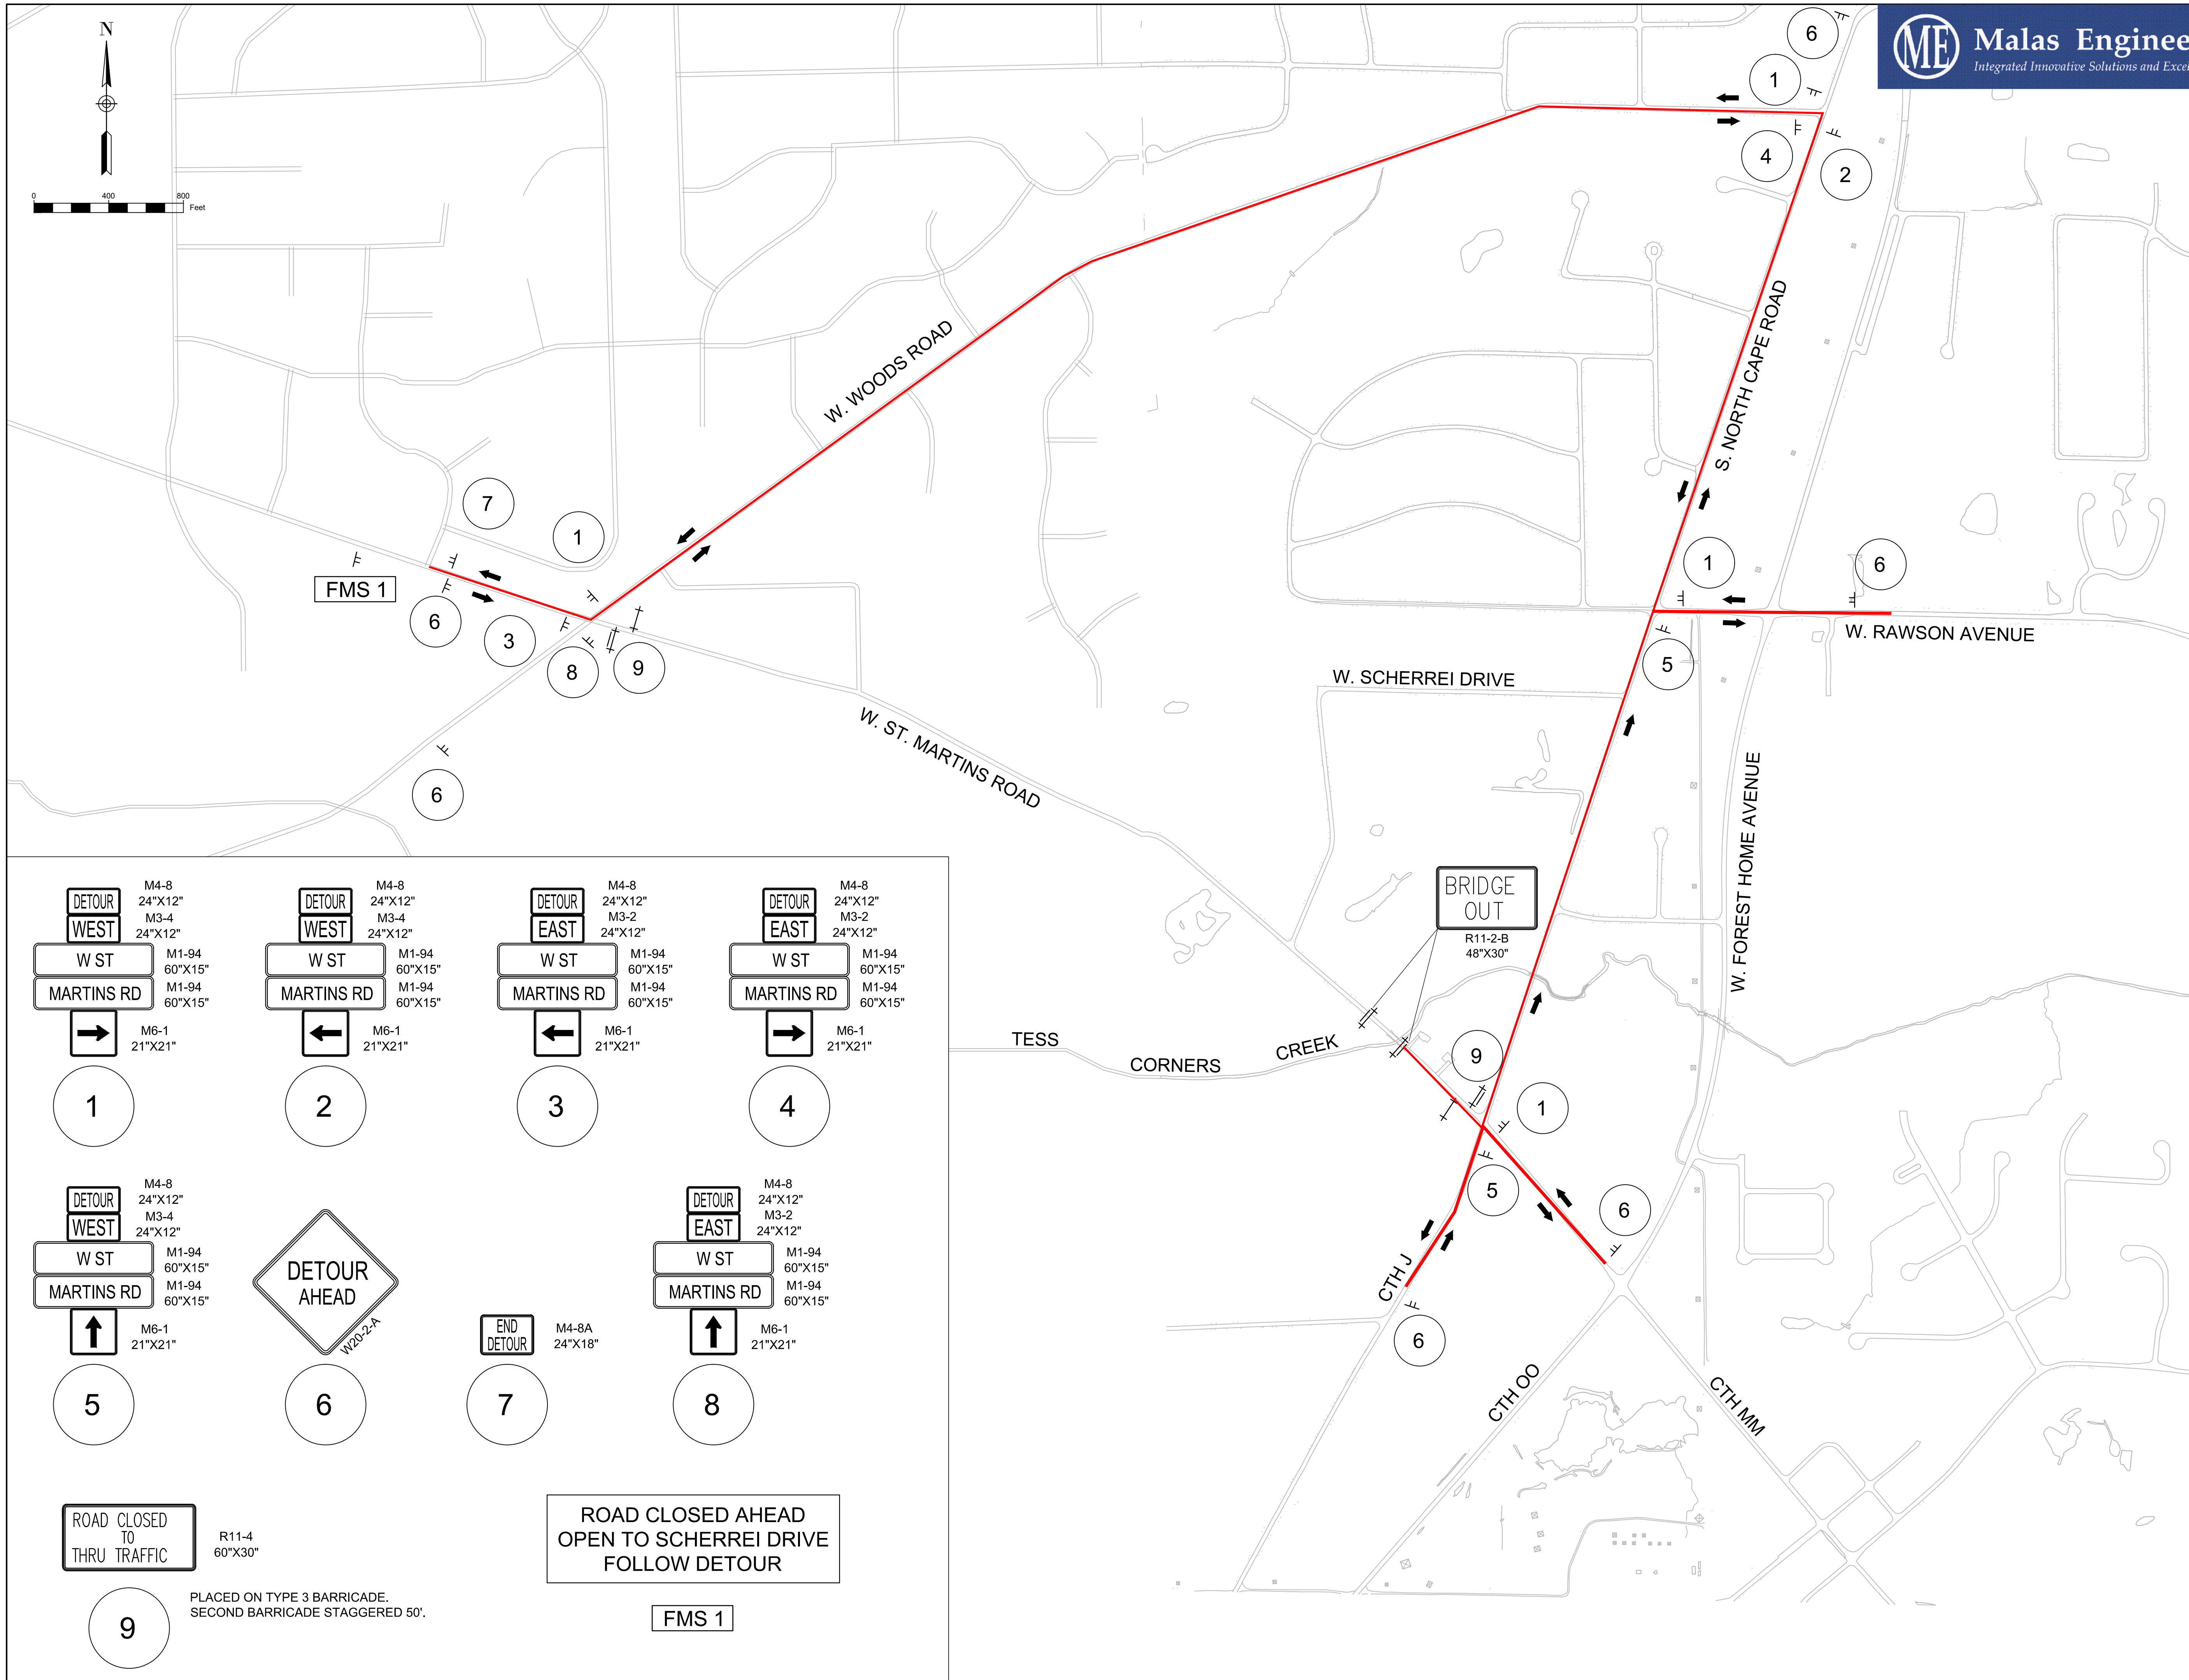 N
0 400 800
Feet
ME
Malas Enginee
Integrated Innovative Solutions and Excel
6
1
4
2
W. WOODS ROAD
S. NORTH CAPE ROAD
7
1
FMS 1
6
3
8
9
1
6
W. RAWSON AVENUE
5
W. SCHERREI DRIVE
W. ST. MARTINS ROAD
6
W. FOREST HOME AVENUE
BRIDGE
OUT
R11-2-B
48"X30"
TESS CORNERS CREEK
9
1
5
6
CTH J
6
CTH OO
CTH MM
DETOUR
M4-8
24"X12"
WEST
M3-4
24"X12"
W ST
M1-94
60"X15"
MARTINS RD
M1-94
60"X15"
M6-1
21"X21"
1
DETOUR
M4-8
24"X12"
WEST
M3-4
24"X12"
W ST
M1-94
60"X15"
MARTINS RD
M1-94
60"X15"
M6-1
21"X21"
2
DETOUR
M4-8
24"X12"
EAST
M3-2
24"X12"
W ST
M1-94
60"X15"
MARTINS RD
M1-94
60"X15"
M6-1
21"X21"
3
DETOUR
M4-8
24"X12"
EAST
M3-2
24"X12"
W ST
M1-94
60"X15"
MARTINS RD
M1-94
60"X15"
M6-1
21"X21"
4
DETOUR
M4-8
24"X12"
WEST
M3-4
24"X12"
W ST
M1-94
60"X15"
MARTINS RD
M1-94
60"X15"
M6-1
21"X21"
5
DETOUR
AHEAD
W20-2-A
6
END
DETOUR
M4-8A
24"X18"
7
DETOUR
M4-8
24"X12"
EAST
M3-2
24"X12"
W ST
M1-94
60"X15"
MARTINS RD
M1-94
60"X15"
M6-1
21"X21"
8
ROAD CLOSED
TO
THRU TRAFFIC
R11-4
60"X30"
9
PLACED ON TYPE 3 BARRICADE.
SECOND BARRICADE STAGGERED 50'.
ROAD CLOSED AHEAD
OPEN TO SCHERREI DRIVE
FOLLOW DETOUR
FMS 1